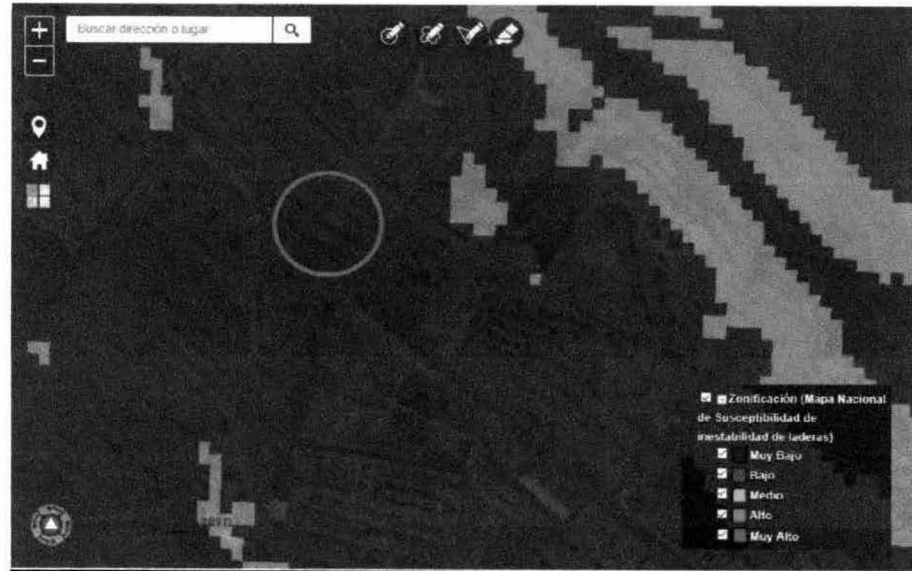 Buscar dirección o lugar
Zonificación (Mapa Nacional
de Susceptibilidad de
inestabilidad de laderas)
Muy Bajo
Bajo
Medio
Alto
Muy Alto